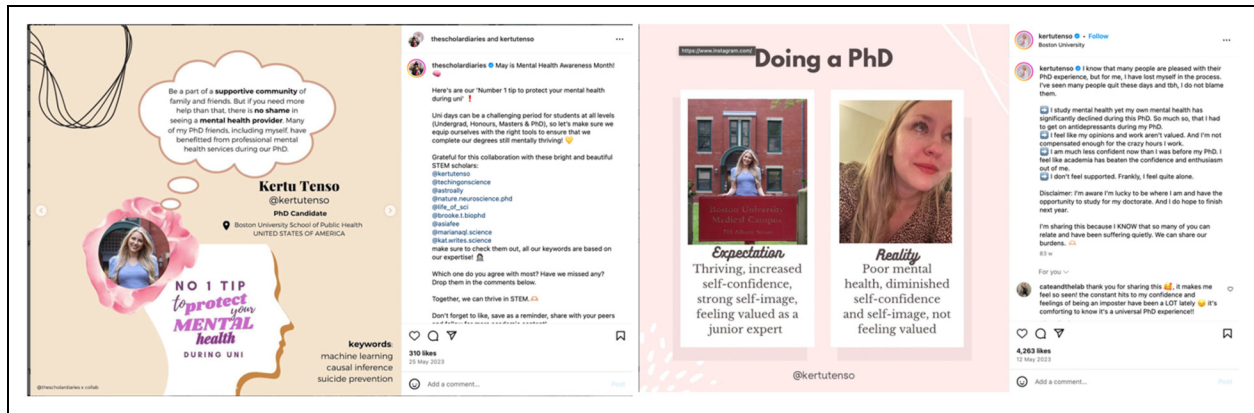 Be a part of a supportive community of
family and friends. But if you need more
help than that, there is no shame in
seeing a mental health provider. Many
of my PhD friends, including myself, have
benefitted from professional mental
health services during our PhD.
Kertu Tenso
@kertutenso
PhD Candidate
Boston University School of Public Health
UNITED STATES OF AMERICA
NO 1 TIP
to protect
your
MENTAL
health
DURING UNI
keywords:
machine learning
causal inference
suicide prevention
@thescholardiaries x collab
thescholardiaries and kertutenso
thescholardiaries May is Mental Health Awareness Month!
Here's are our 'Number 1 tip to protect your mental health
during uni' ❗
Uni days can be a challenging period for students at all levels
(Undergrad, Honours, Masters & PhD), so let's make sure we
equip ourselves with the right tools to ensure that we
complete our degrees still mentally thriving! 💛
Grateful for this collaboration with these bright and beautiful
STEM scholars:
@kertutenso
@techingonscience
@astroally
@nature.neuroscience.phd
@life_of_sci
@brooke.t.biophd
@asiafee
@marianaql.science
@kat.writes.science
make sure to check them out, all our keywords are based on
our expertise!
Which one do you agree with most? Have we missed any?
Drop them in the comments below.
Together, we can thrive in STEM.
Don't forget to like, save as a reminder, share with your peers
310 likes
25 May 2023
Add a comment...
Post
https://www.instagram.com/
Doing a PhD
Boston University
Medical Campus
Expectation
Thriving, increased
self-confidence,
strong self-image,
feeling valued as a
junior expert
Reality
Poor mental
health, diminished
self-confidence
and self-image, not
feeling valued
@kertutenso
kertutenso • Follow
Boston University
kertutenso I know that many people are pleased with their
PhD experience, but for me, I have lost myself in the process.
I've seen many people quit these days and tbh, I do not blame
them.
➡️ I study mental health yet my own mental health has
significantly declined during this PhD. So much so, that I had
to get on antidepressants during my PhD.
➡️ I feel like my opinions and work aren't valued. And I'm not
compensated enough for the crazy hours I work.
➡️ I am much less confident now than I was before my PhD. I
feel like academia has beaten the confidence and enthusiasm
out of me.
➡️ I don't feel supported. Frankly, I feel quite alone.
Disclaimer: I'm aware I'm lucky to be where I am and have the
opportunity to study for my doctorate. And I do hope to finish
next year.
I'm sharing this because I KNOW that so many of you can
relate and have been suffering quietly. We can share our
burdens.
83 w
For you
cateandthelab thank you for sharing this 🥰, it makes me
feel so seen! the constant hits to my confidence and
feelings of being an imposter have been a LOT lately it's
comforting to know it's a universal PhD experience!!
4,263 likes
12 May 2023
Add a comment...
Post